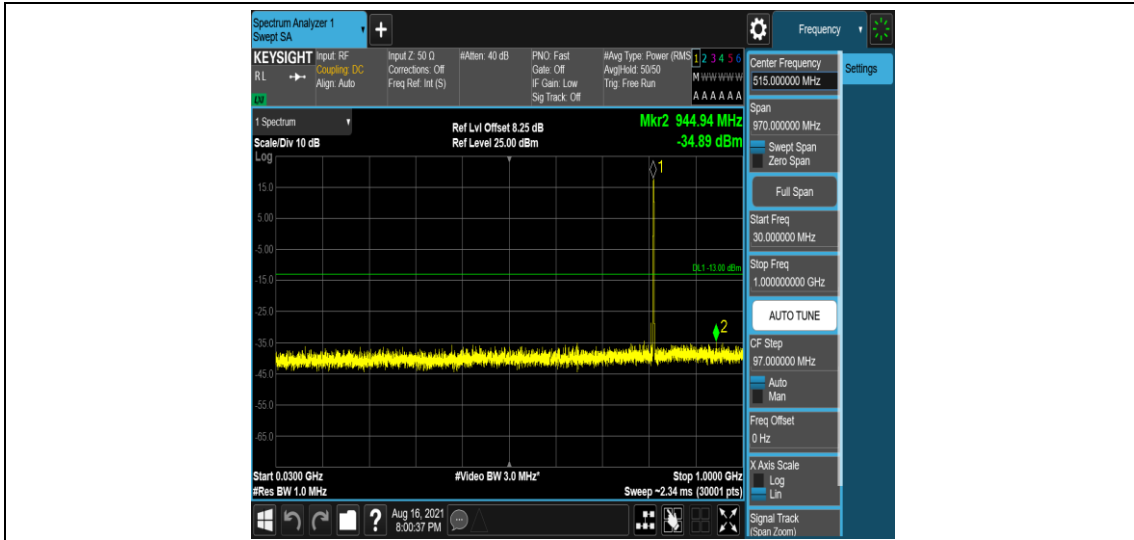 Spectrum Analyzer 1
Swept SA
+
Frequency
KEYSIGHT
RL
Input: RF
Coupling: DC
Align: Auto
Input Z: 50 Ω
Corrections: Off
Freq Ref: Int (S)
#Atten: 40 dB
PNO: Fast
Gate: Off
IF Gain: Low
Sig Track: Off
#Avg Type: Power (RMS
Avg|Hold: 50/50
Trig: Free Run
1 2 3 4 5 6
M W W W W W
A A A A A A
1 Spectrum
Scale/Div 10 dB
Log
Ref Lvl Offset 8.25 dB
Ref Level 25.00 dBm
Mkr2 944.94 MHz
-34.89 dBm
1
15.0
5.00
-5.00
DL1 -13.00 dBm
-15.0
-25.0
2
-35.0
-45.0
-55.0
-65.0
Start 0.0300 GHz
#Res BW 1.0 MHz
#Video BW 3.0 MHz*
Stop 1.0000 GHz
Sweep ~2.34 ms (30001 pts)
?
Aug 16, 2021
8:00:37 PM
Center Frequency
515.000000 MHz
Settings
Span
970.000000 MHz
Swept Span
Zero Span
Full Span
Start Freq
30.000000 MHz
Stop Freq
1.000000000 GHz
AUTO TUNE
CF Step
97.000000 MHz
Auto
Man
Freq Offset
0 Hz
X Axis Scale
Log
Lin
Signal Track
(Span Zoom)